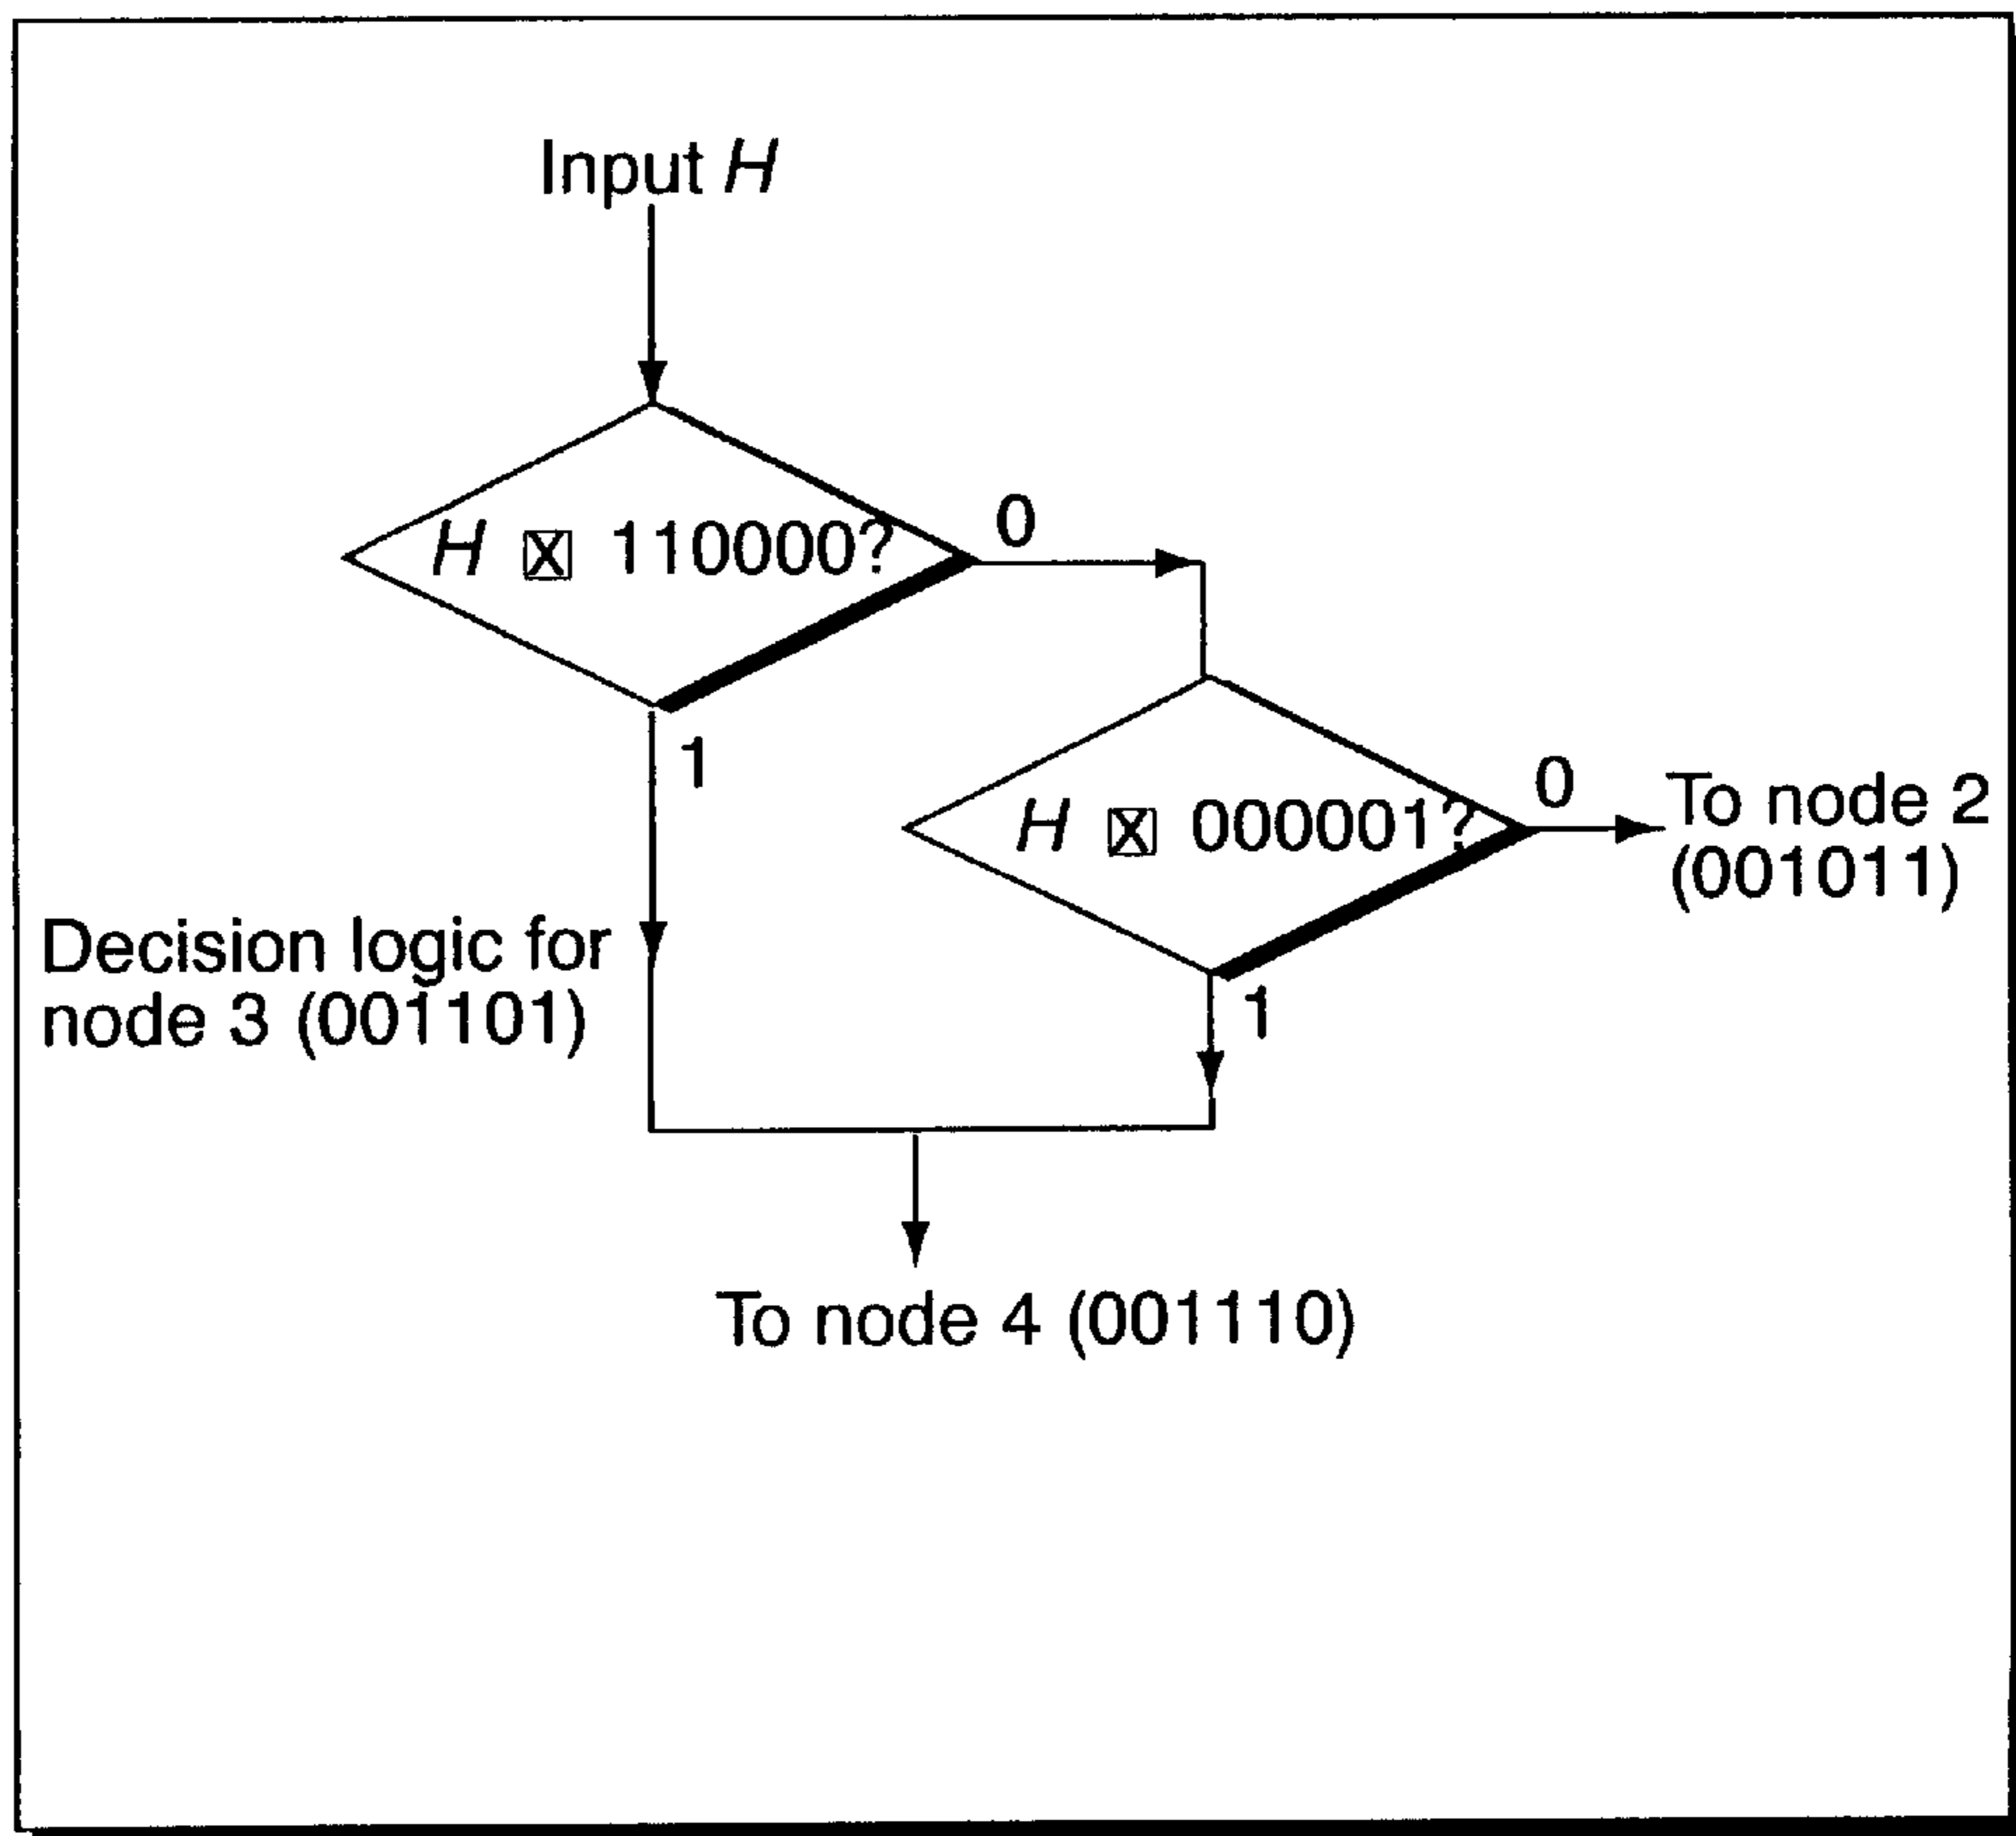 Input H
H ☒ 110000?
0
1
H ☒ 000001?
0
To node 2
(001011)
Decision logic for
node 3 (001101)
1
To node 4 (001110)